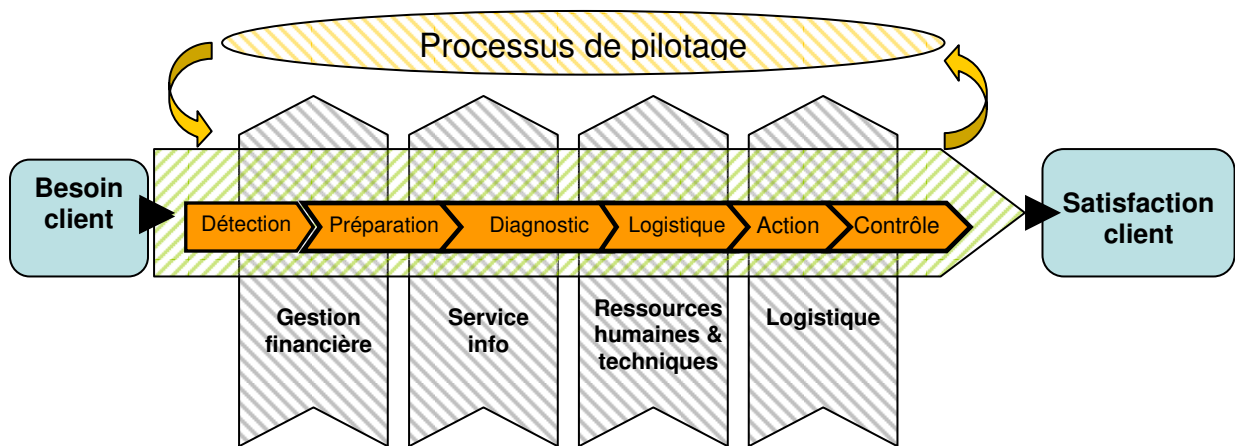 Processus de pilotage
Besoin
client
Détection
Préparation
Diagnostic
Logistique
Action
Contrôle
Satisfaction
client
Gestion
financière
Service
info
Ressources
humaines &
techniques
Logistique